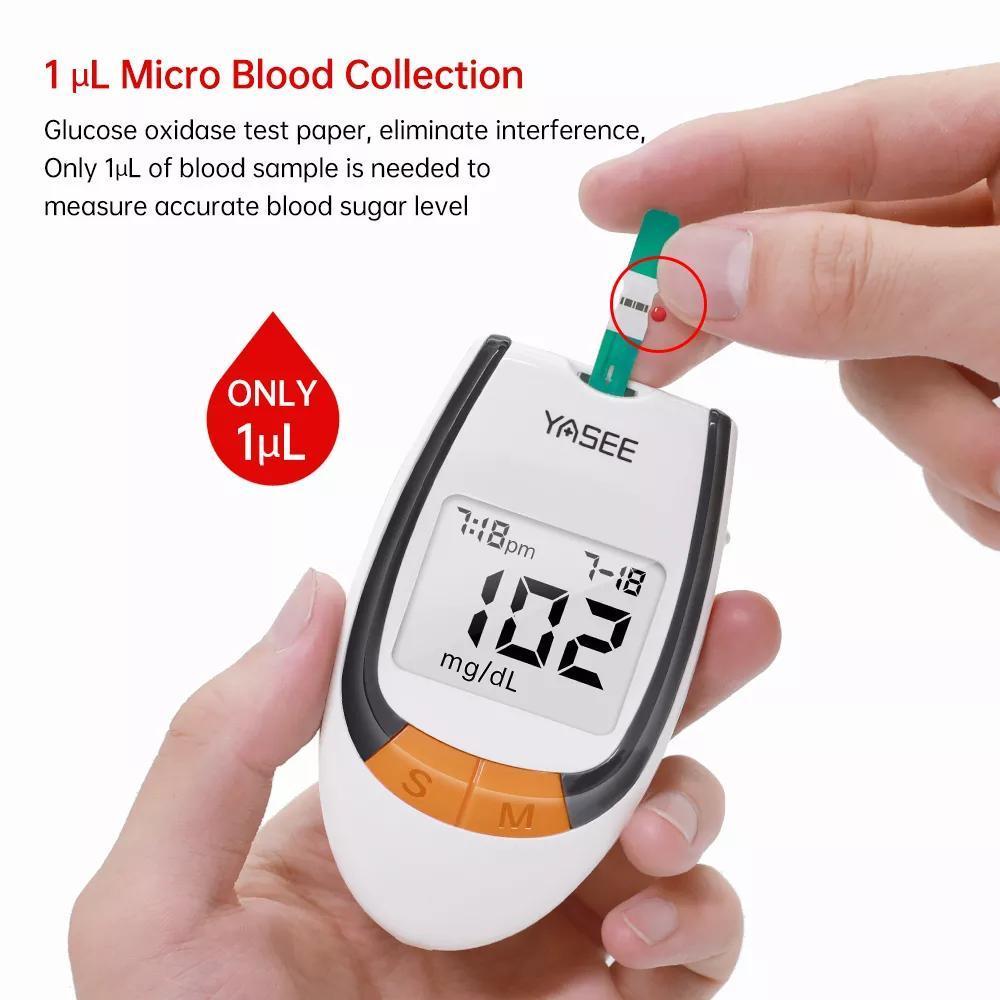 1 μL Micro Blood Collection
Glucose oxidase test paper, eliminate interference,
Only 1μL of blood sample is needed to
measure accurate blood sugar level
ONLY
1μL
YASEE
7:18pm
7-18
102
mg/dL
S
M